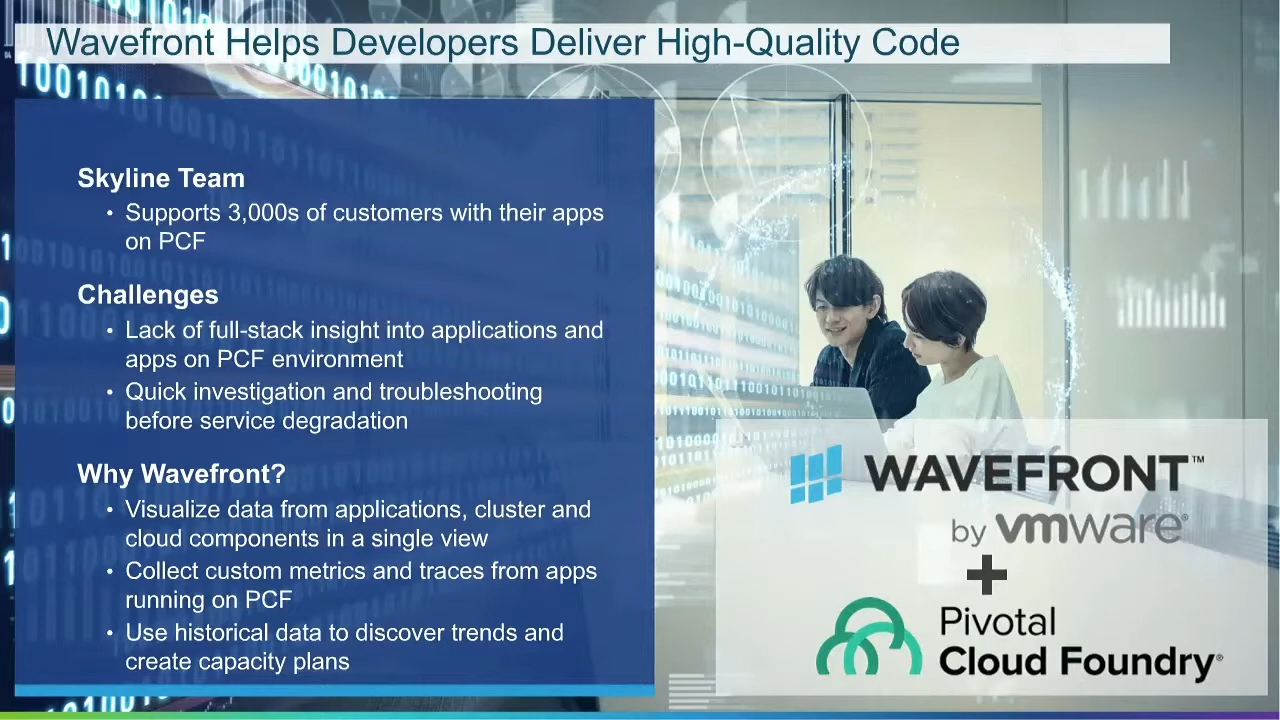 Wavefront Helps Developers Deliver High-Quality Code
Skyline Team
• Supports 3,000s of customers with their apps
on PCF
Challenges
• Lack of full-stack insight into applications and
apps on PCF environment
• Quick investigation and troubleshooting
before service degradation
Why Wavefront?
• Visualize data from applications, cluster and
cloud components in a single view
• Collect custom metrics and traces from apps
running on PCF
• Use historical data to discover trends and
create capacity plans
WAVEFRONT™
by vmware®
+
Pivotal
Cloud Foundry®